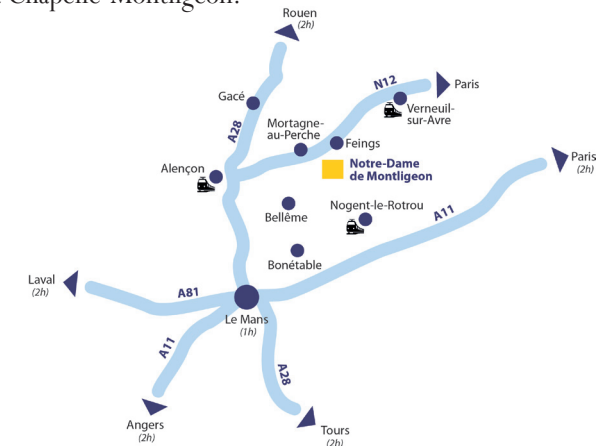 Chapelle-Montligeon.
Rouen
(2h)
N12
Paris
Gacé
Verneuil-
sur-Avre
A28
Mortagne-
au-Perche
Feings
Alençon
Notre-Dame
de Montligeon
Paris
(2h)
Bellême
Nogent-le-Rotrou
A11
Bonétable
Laval
(2h)
A81
Le Mans
(1h)
A11
A28
Angers
(2h)
Tours
(2h)